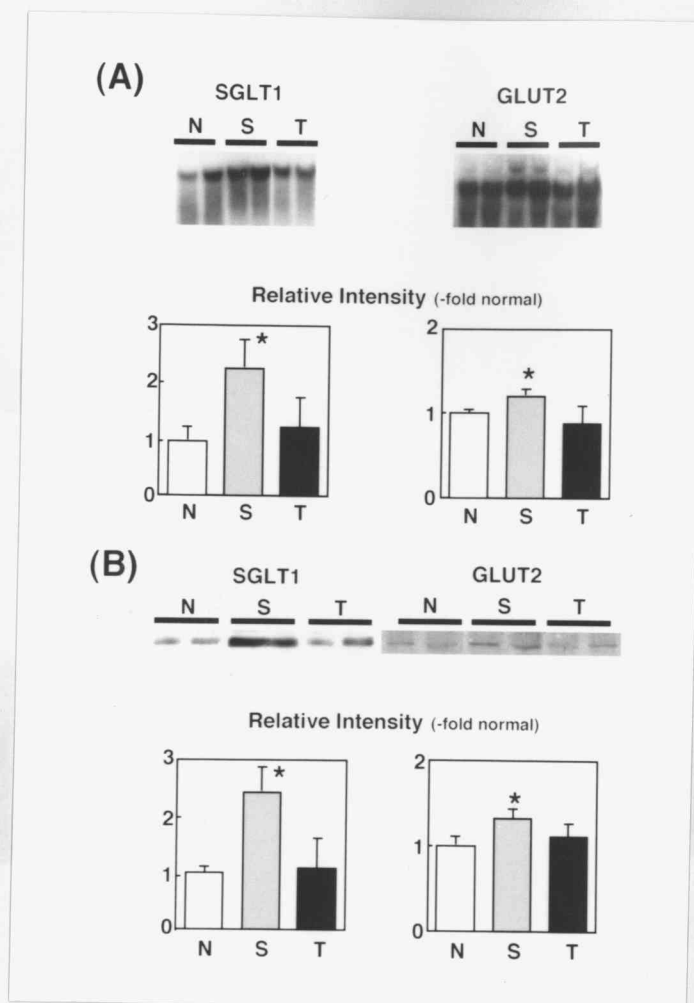 (A)
SGLT1 GLUT2
N S T N S T
Relative Intensity (-fold normal)
3 2
2 1
1 0
0
*
*
N S T N S T
(B)
SGLT1 GLUT2
N S T N S T
Relative Intensity (-fold normal)
3 2
2 1
1 0
0
*
*
N S T N S T